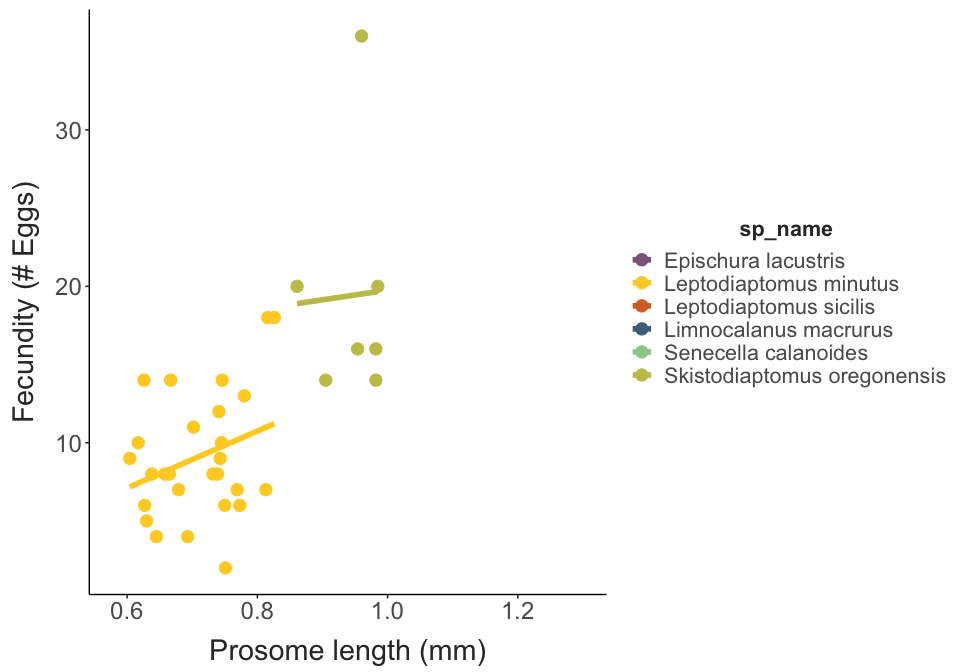 Fecundity (# Eggs)
30
20
10
0.6 0.8 1.0 1.2
Prosome length (mm)
sp_name
Epischura lacustris
Leptodiaptomus minutus
Leptodiaptomus sicilis
Limnocalanus macrurus
Senecella calanoides
Skistodiaptomus oregonensis